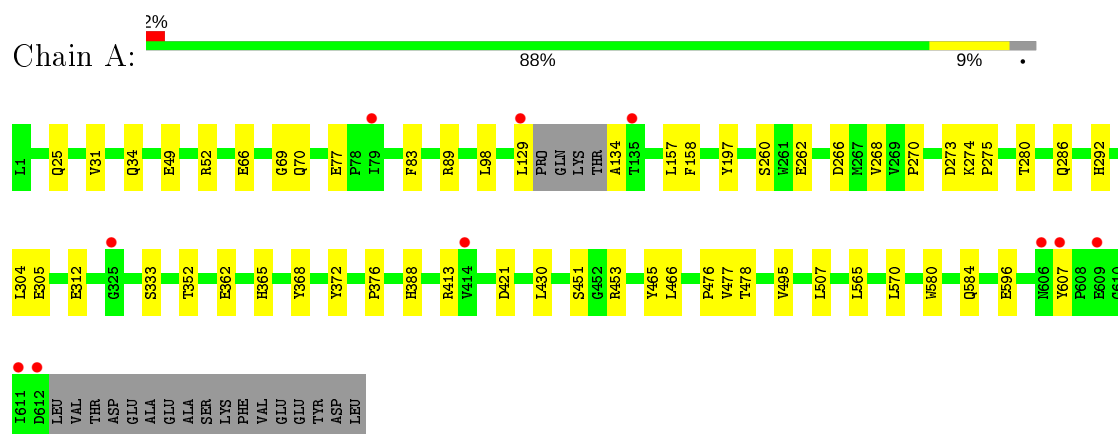 2%
Chain A:
88% 9% •
L1 Q25 V31 Q34 E49 R52 E66 G69 Q70 E77 P78 I79 F83 R89 L98 L129 PRO GLN LYS THR A134 T135 L157 F158 Y197 S260 W261 E262 D266 M267 V268 V269 P270 D273 K274 P275 T280 Q286 H292
L304 E305 E312 G325 S333 T352 E362 H365 Y368 Y372 P376 H388 R413 V414 D421 L430 S451 G452 R453 Y465 L466 P476 V477 T478 V495 L507 L565 L570 W580 Q584 E596 N606 Y607 P608 E609 G610
I611 D612 LEU VAL THR ASP GLU ALA GLU ALA SER LYS PHE VAL GLU GLU TYR ASP LEU